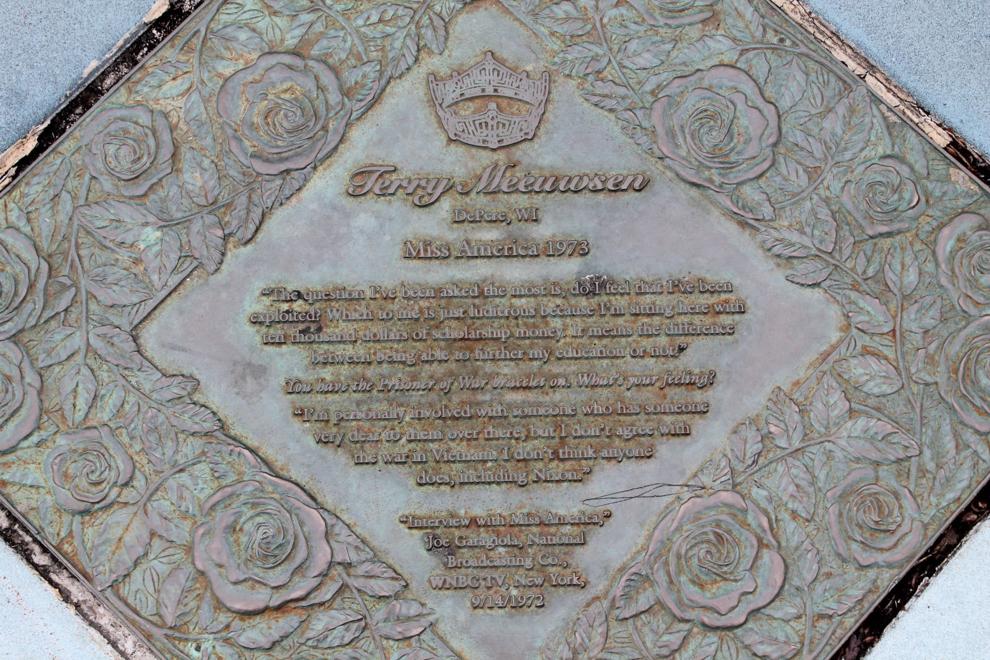 Terry Meeuwsen
DePere, WI
Miss America 1973
“The question I’ve been asked the most is, do I feel that I’ve been
exploited? Which to me is just ludicrous because I’m sitting here with
ten thousand dollars of scholarship money. It means the difference
between being able to further my education or not.”
You have the Prisoner of War bracelet on. What’s your feeling?
“I’m personally involved with someone who has someone
very dear to them over there, but I don’t agree with
the war in Vietnam. I don’t think anyone
does, including Nixon.”
“Interview with Miss America,”
Joe Garagiola, National
Broadcasting Co.,
WNBC-TV, New York,
9/14/1972